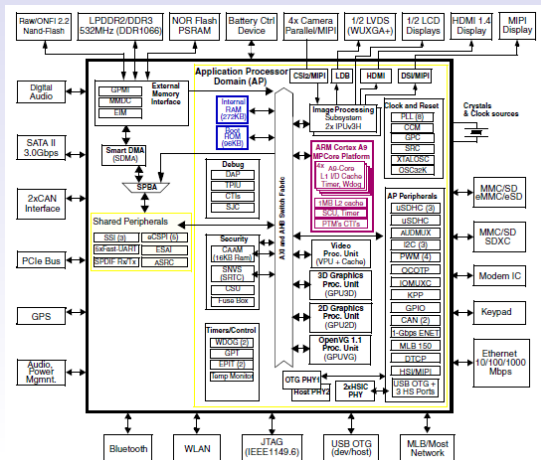 Raw/ONFI 2.2
Nand-Flash
LPDDR2/DDR3
532MHz (DDR1066)
NOR Flash
PSRAM
Battery Ctrl
Device
4x Camera
Parallel/MIPI
1/2 LVDS
(WUXGA+)
1/2 LCD
Displays
HDMI 1.4
Display
MIPI
Display
Digital
Audio
SATA II
3.0Gbps
2xCAN
Interface
PCIe Bus
GPS
Audio,
Power
Mgmnt.
Application Processor
Domain (AP)
External
Memory
Interface
GPMI
MMDC
EIM
Smart DMA
(SDMA)
SPBA
Shared Peripherals
SSI (3)
eCSPI (5)
5xFast-UART
ESAI
SPDIF Rx/Tx
ASRC
Internal
RAM
(272KB)
Boot
ROM
(96KB)
Debug
DAP
TPIU
CTIs
SJC
Security
CAAM
(16KB Ram)
SNVS
(SRTC)
CSU
Fuse Box
Timers/Control
WDOG (2)
GPT
EPIT (2)
Temp Monitor
AXI and AHB Switch Fabric
CSI2/MIPI
LDB
HDMI
DSI/MIPI
Image Processing
Subsystem
2x IPUv3H
ARM Cortex A9
MPCore Platform
4x A9-Core
L1 I/D Cache
Timer, Wdog
1MB L2 cache
SCU, Timer
PTM's CTI's
Video
Proc. Unit
(VPU + Cache)
3D Graphics
Proc. Unit
(GPU3D)
2D Graphics
Proc. Unit
(GPU2D)
OpenVG 1.1
Proc. Unit
(GPUVG)
OTG PHY1
Host PHY2
2xHSIC
PHY
Clock and Reset
PLL (8)
CCM
GPC
SRC
XTALOSC
OSC32K
AP Peripherals
uSDHC (3)
uSDHC
AUDMUX
I2C (3)
PWM (4)
OCOTP
IOMUXC
KPP
GPIO
CAN (2)
1-Gbps ENET
MLB 150
DTCP
HSI/MIPI
USB OTG +
3 HS Ports
Crystals
& Clock sources
MMC/SD
eMMC/eSD
MMC/SD
SDXC
Modem IC
Keypad
Ethernet
10/100/1000
Mbps
Bluetooth
WLAN
JTAG
(IEEE1149.6)
USB OTG
(dev/host)
MLB/Most
Network